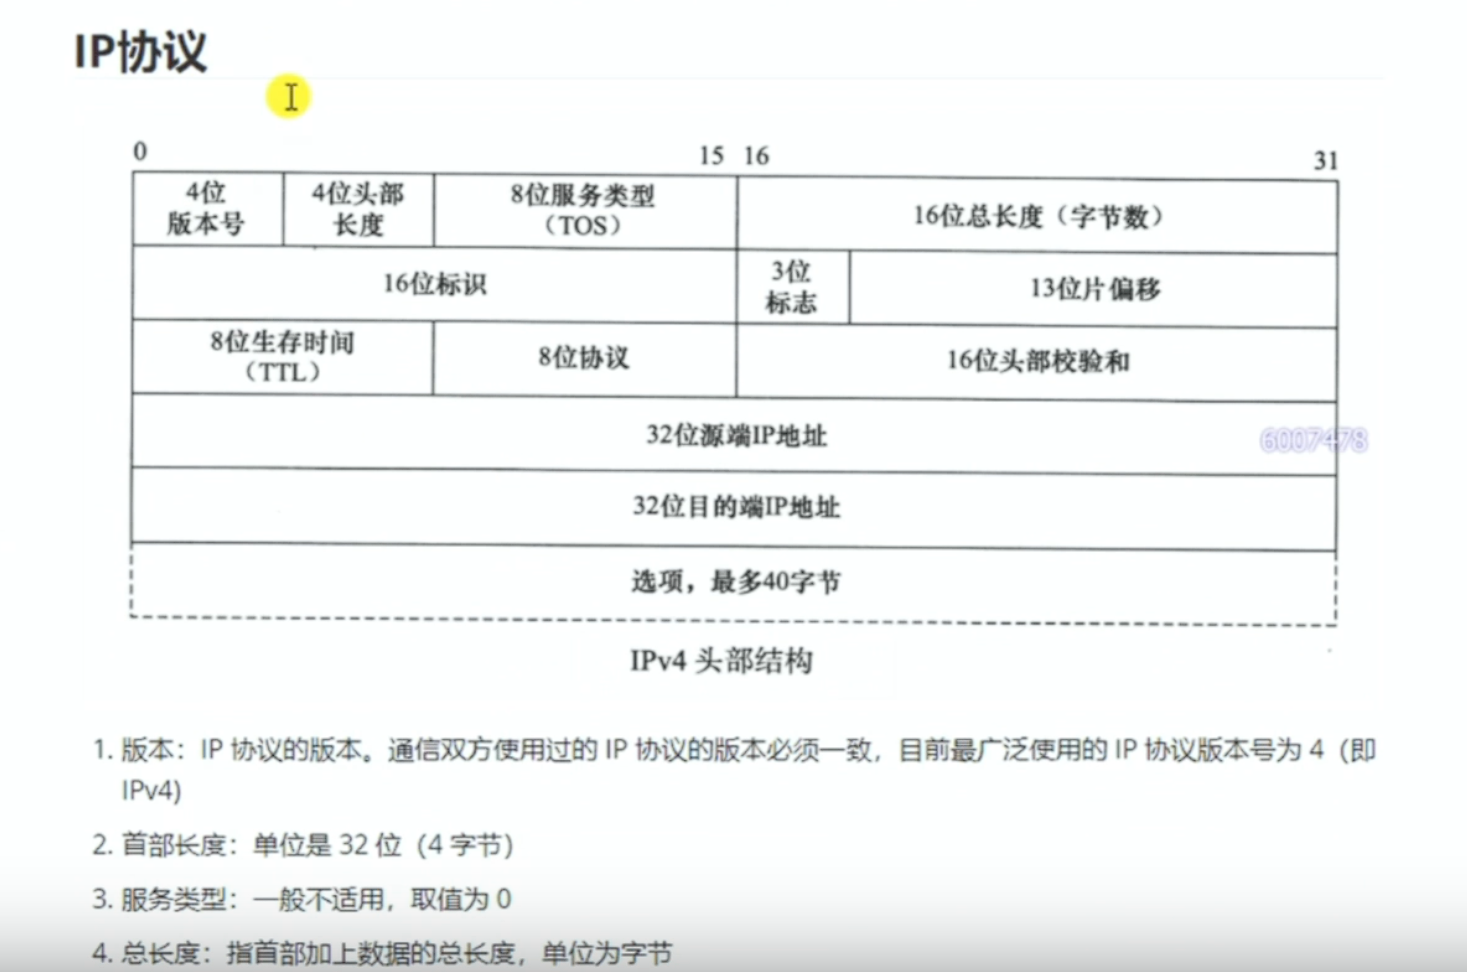 IP协议
0 15 16 31
4位 4位头部 8位服务类型 16位总长度（字节数）
版本号 长度 （TOS）
16位标识 3位 13位片偏移
标志
8位生存时间 8位协议 16位头部校验和
（TTL）
32位源端IP地址
6007478
32位目的端IP地址
选项，最多40字节
IPv4 头部结构
1. 版本：IP 协议的版本。通信双方使用过的 IP 协议的版本必须一致，目前最广泛使用的 IP 协议版本号为 4（即
IPv4)
2. 首部长度：单位是 32 位（4 字节）
3. 服务类型：一般不适用，取值为 0
4. 总长度：指首部加上数据的总长度，单位为字节